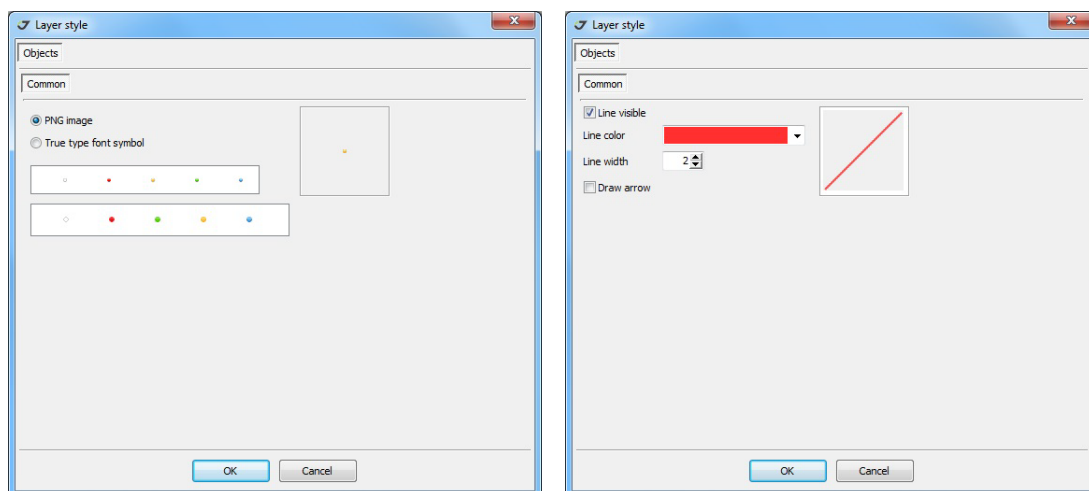 Layer style
Objects
Common
PNG image
True type font symbol
OK
Cancel
Layer style
Objects
Common
Line visible
Line color
Line width
2
Draw arrow
OK
Cancel